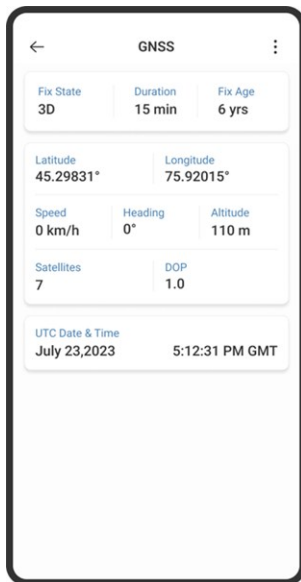 GNSS
Fix State Duration Fix Age
3D 15 min 6 yrs
Latitude Longitude
45.29831° 75.92015°
Speed Heading Altitude
0 km/h 0° 110 m
Satellites DOP
7 1.0
UTC Date & Time
July 23,2023 5:12:31 PM GMT